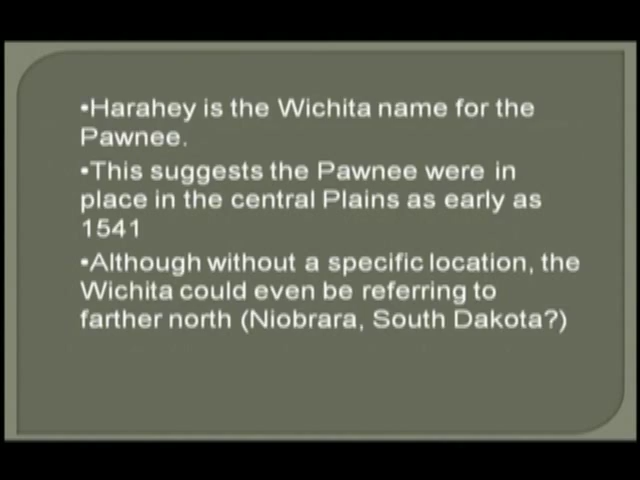 •Harahey is the Wichita name for the
Pawnee.
•This suggests the Pawnee were in
place in the central Plains as early as
1541
•Although without a specific location, the
Wichita could even be referring to
farther north (Niobrara, South Dakota?)